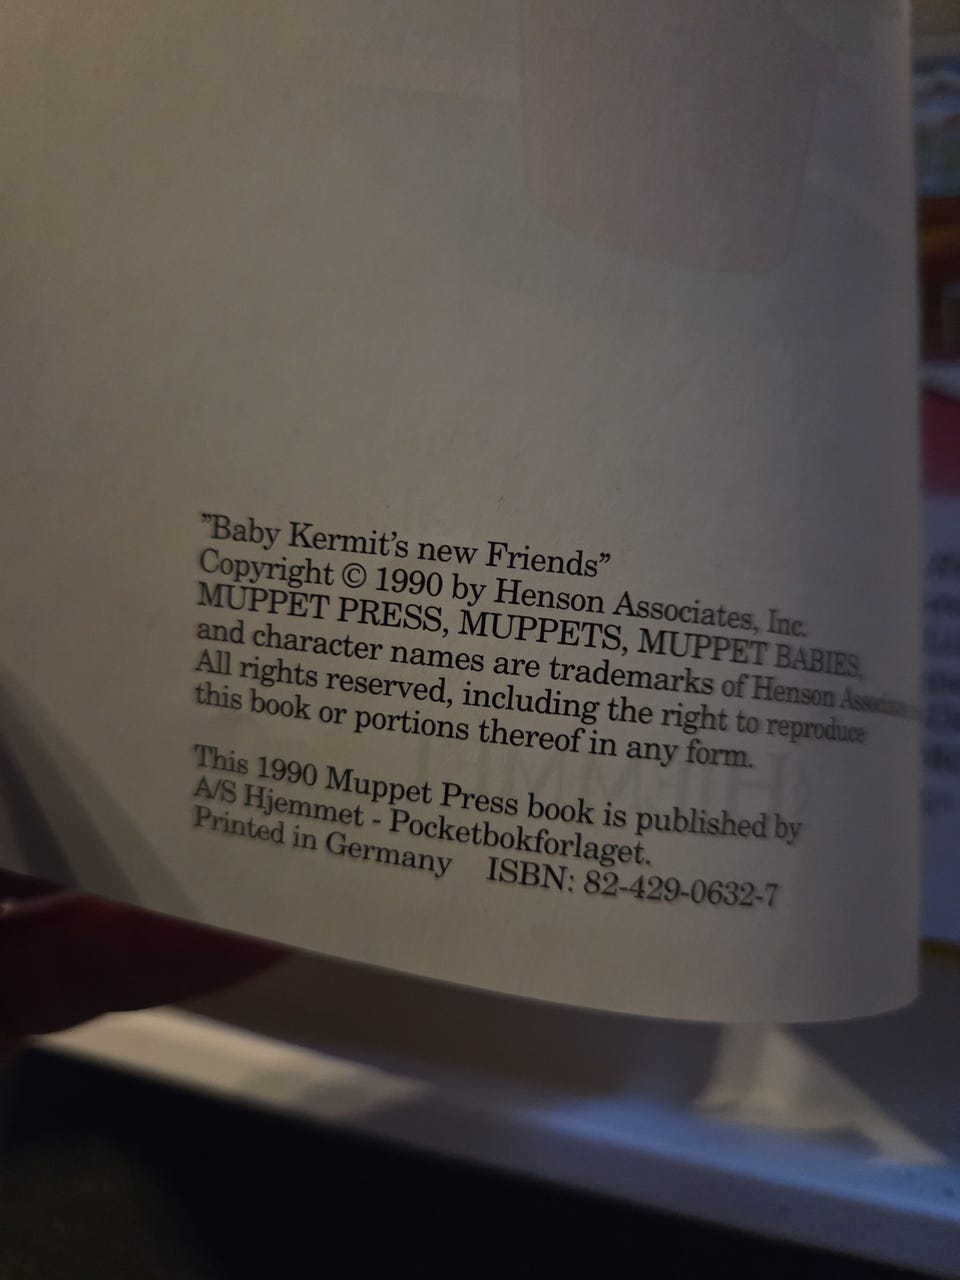 ”Baby Kermit’s new Friends”
Copyright © 1990 by Henson Associates, Inc.
MUPPET PRESS, MUPPETS, MUPPET BABIES,
and character names are trademarks of Henson
All rights reserved, including the right to reproduce
this book or portions thereof in any form.
This 1990 Muppet Press book is published by
A/S Hjemmet - Pocketbokforlaget.
Printed in Germany ISBN: 82-429-0632-7